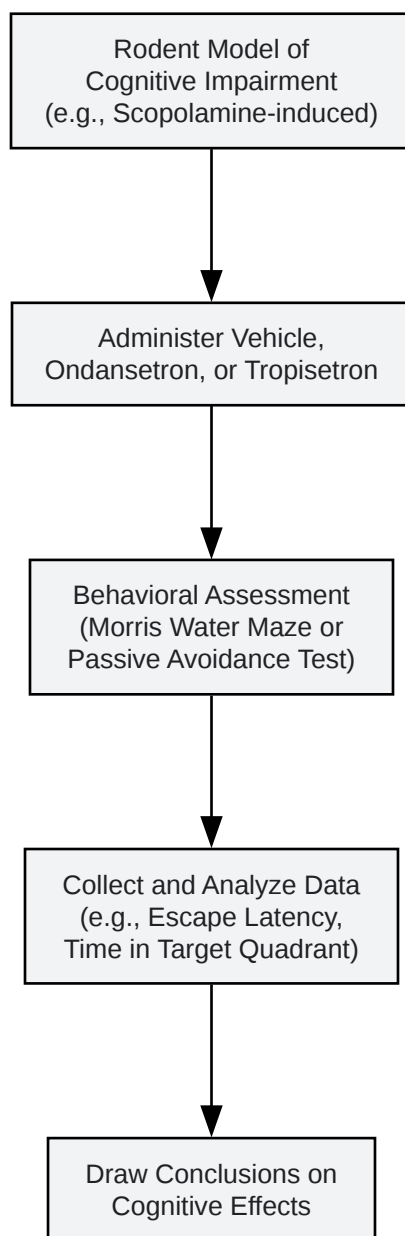 Rodent Model of
Cognitive Impairment
(e.g., Scopolamine-induced)
Administer Vehicle,
Ondansetron, or Tropisetron
Behavioral Assessment
(Morris Water Maze or
Passive Avoidance Test)
Collect and Analyze Data
(e.g., Escape Latency,
Time in Target Quadrant)
Draw Conclusions on
Cognitive Effects